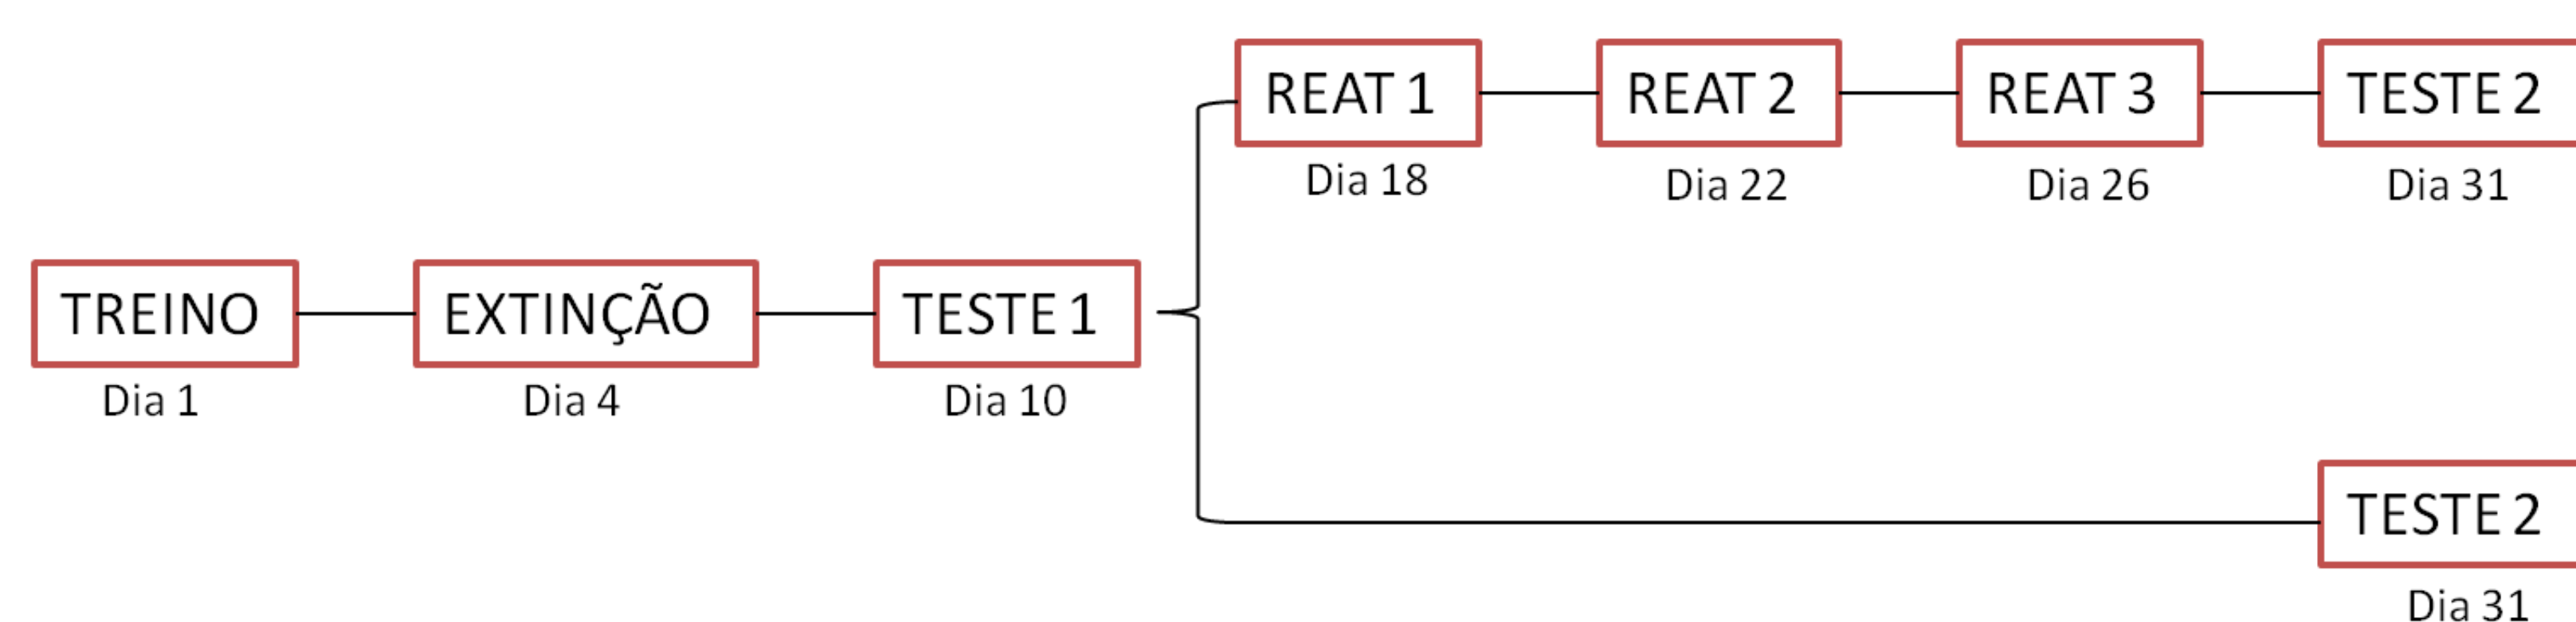 REAT 1
REAT 2
REAT 3
TESTE 2
Dia 18
Dia 22
Dia 26
Dia 31
TREINO
EXTINÇÃO
TESTE 1
Dia 1
Dia 4
Dia 10
TESTE 2
Dia 31